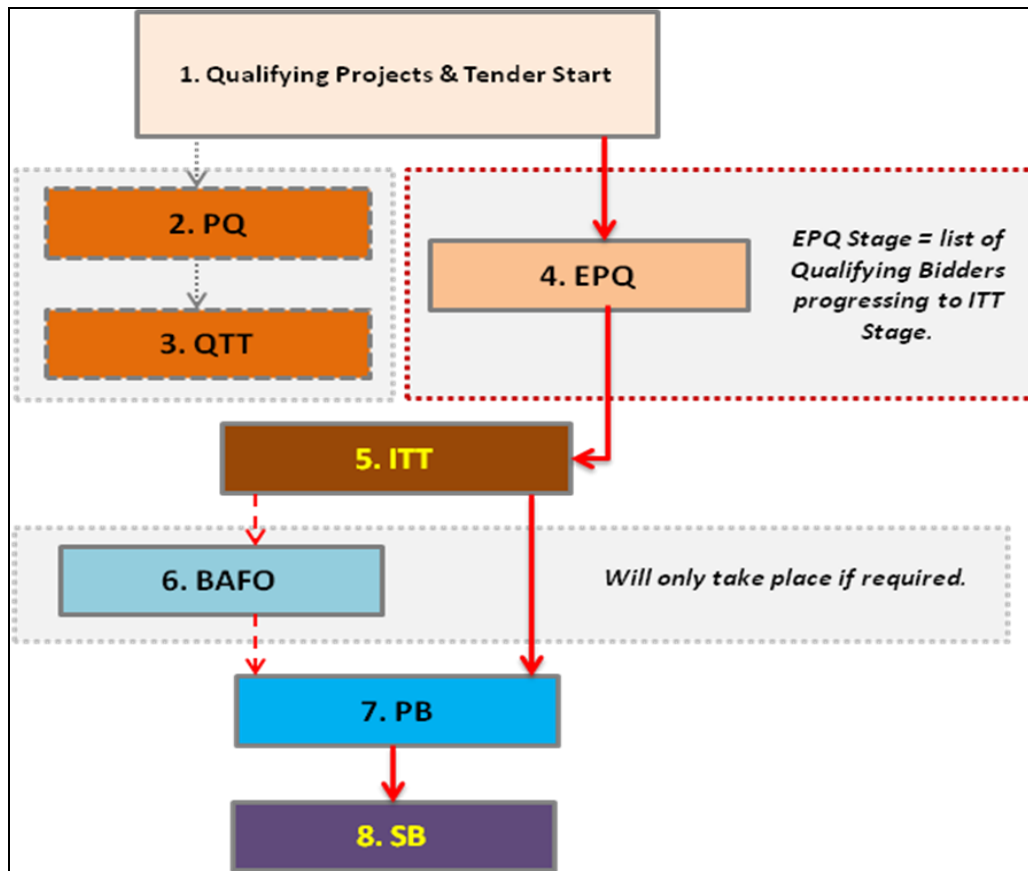 1. Qualifying Projects & Tender Start
2. PQ
3. QTT
4. EPQ
EPQ Stage = list of
Qualifying Bidders
progressing to ITT
Stage.
5. ITT
6. BAFO
Will only take place if required.
7. PB
8. SB